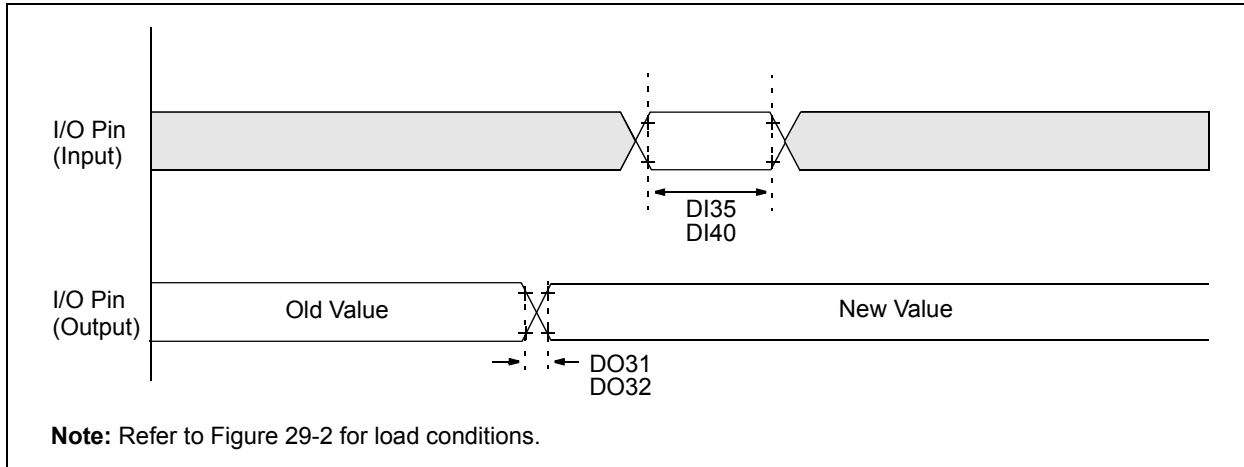 I/O Pin
(Input)
DI35
DI40
I/O Pin
(Output)
Old Value
New Value
DO31
DO32
Note: Refer to Figure 29-2 for load conditions.